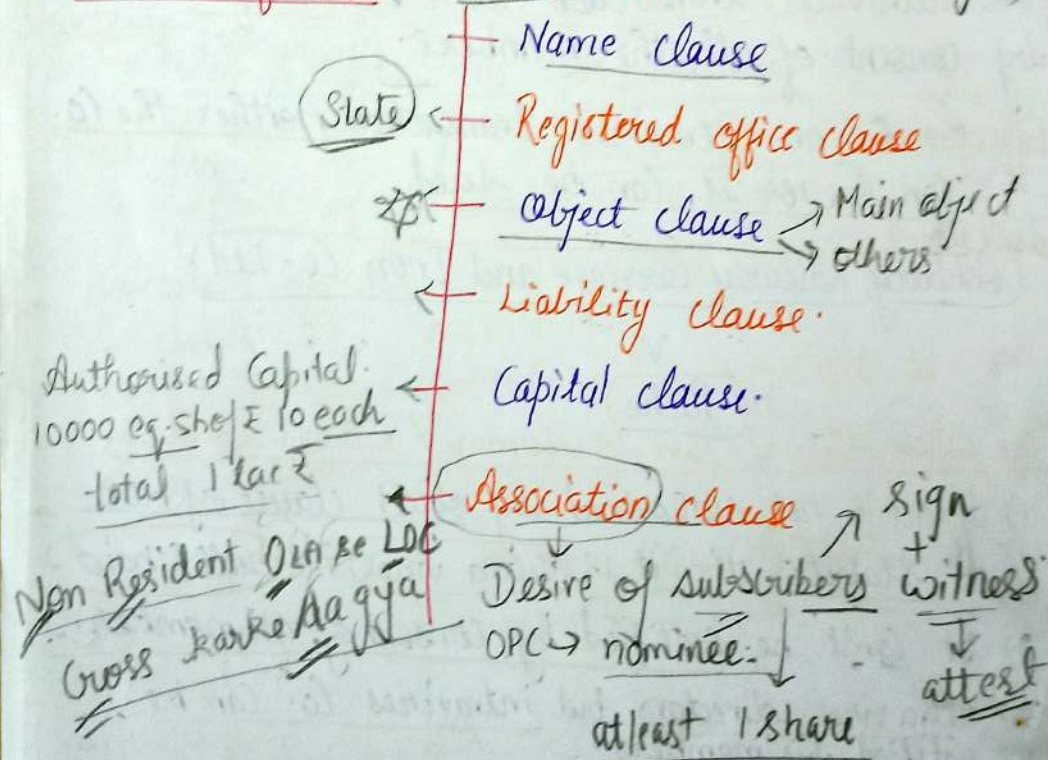 Name clause
State
Registered office clause
Object clause
Main object
others
Liability clause.
Authorised Capital.
10000 eq. sh of ₹ 10 each
total 1 lac ₹
Capital clause.
Association clause
sign
+
witness
attest
Desire of subscribers
OPC → nominee
atleast 1 share
Non Resident OLA se LOC
Cross karke Aagya